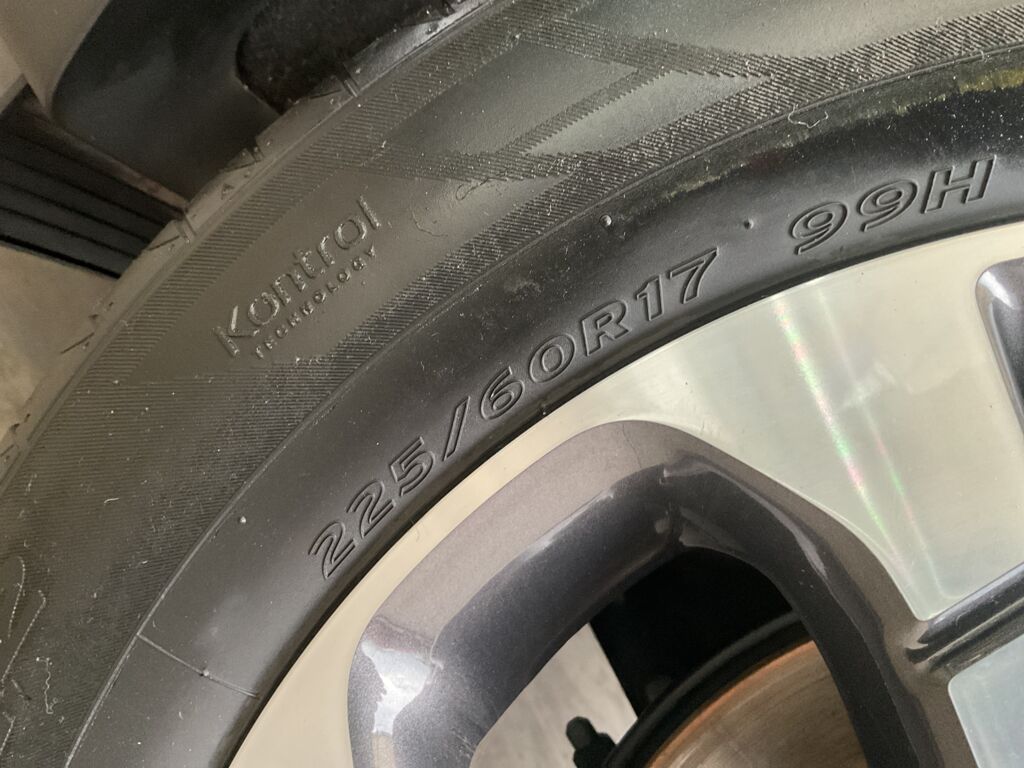 Kontrol
TECHNOLOGY
225/60R17 99H